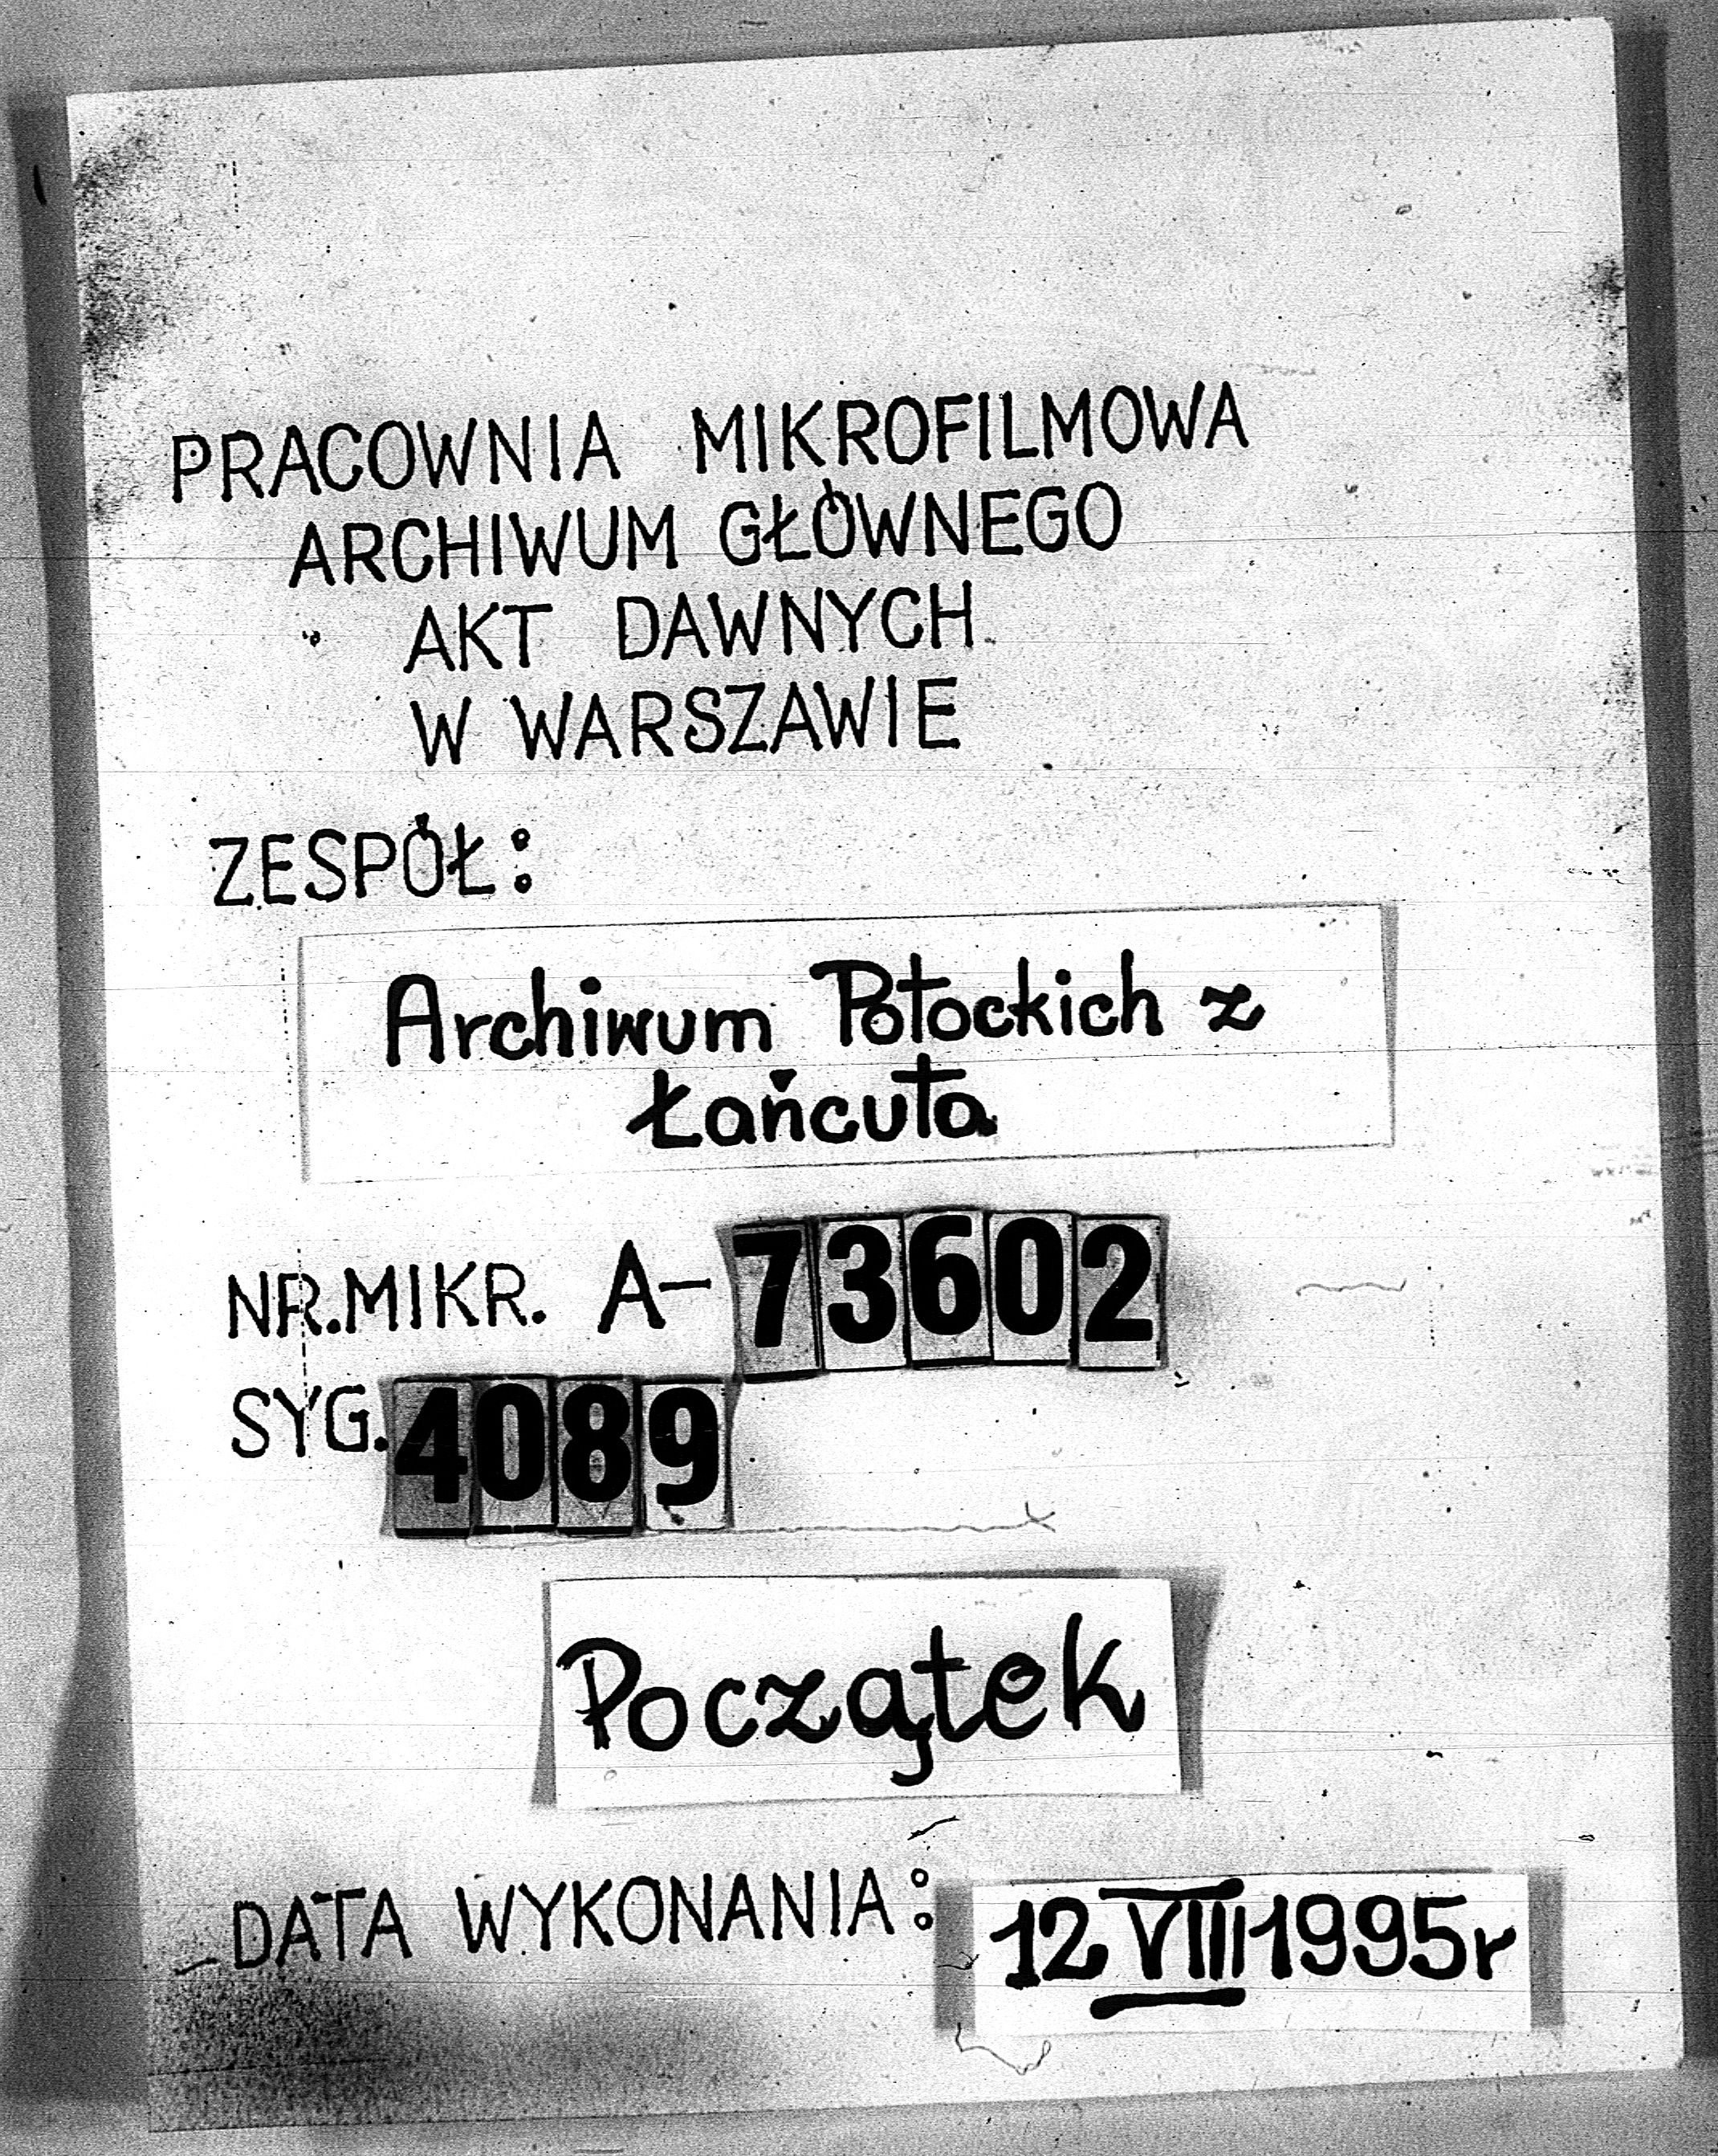 PRACOWNIA MIKROFILMOWA
ARCHIWUM GŁÓWNEGO
AKT DAWNYCH
W WARSZAWIE
ZESPÓŁ:
Archiwum Potockich z
Łańcuta
NR.MIKR. A-73602
SYG. 4089
Początek
DATA WYKONANIA: 12 VIII 1995r